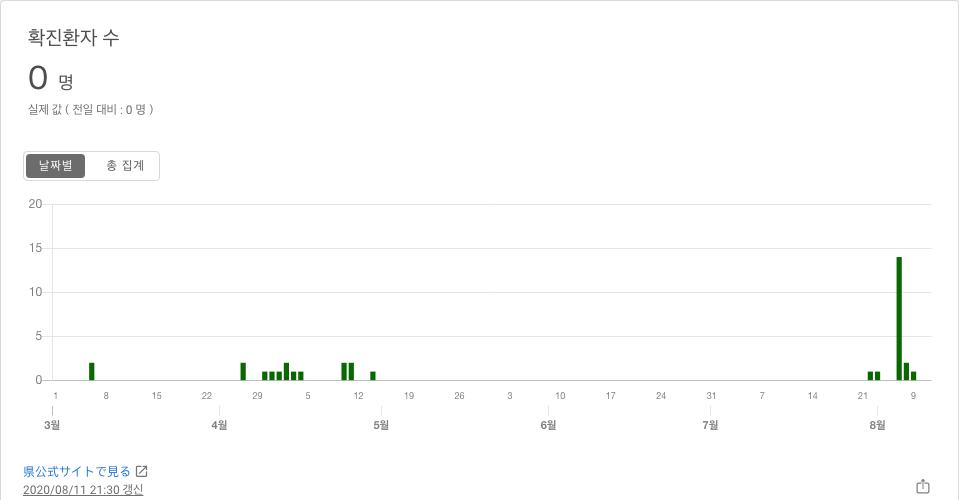 확진환자 수
0 명
실제 값 ( 전일 대비 : 0 명 )
날짜별 총 집계
20
15
10
5
0
1 8 15 22 29 5 12 19 26 3 10 17 24 31 7 14 21 9
3월 4월 5월 6월 7월 8월
県公式サイトで見る
2020/08/11 21:30 갱신